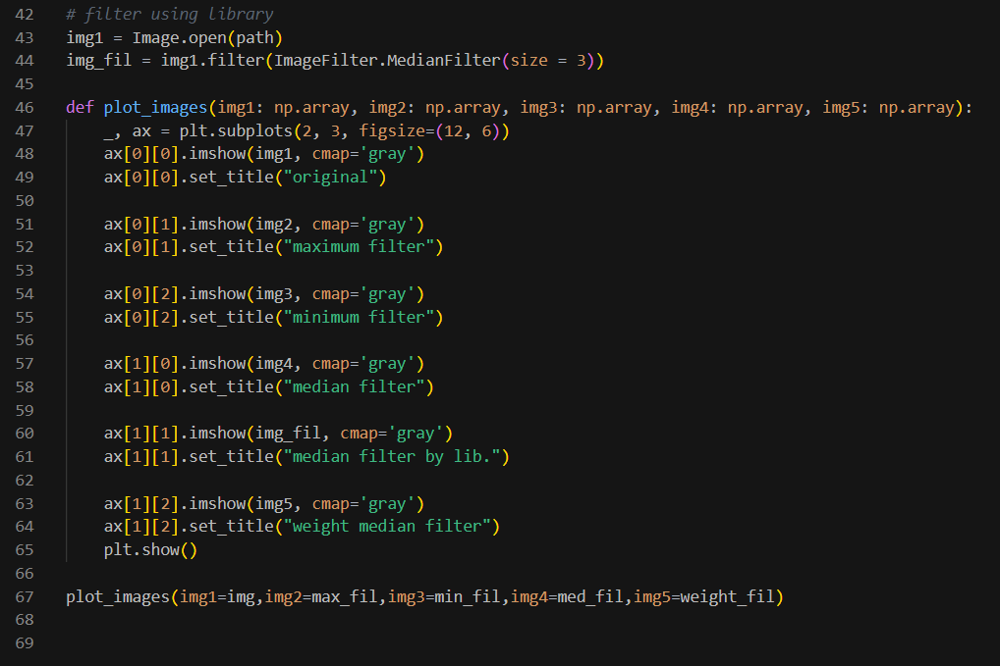 42 # filter using library
43 img1 = Image.open(path)
44 img_fil = img1.filter(ImageFilter.MedianFilter(size = 3))
45
46 def plot_images(img1: np.array, img2: np.array, img3: np.array, img4: np.array, img5: np.array):
47     _, ax = plt.subplots(2, 3, figsize=(12, 6))
48     ax[0][0].imshow(img1, cmap='gray')
49     ax[0][0].set_title("original")
50
51     ax[0][1].imshow(img2, cmap='gray')
52     ax[0][1].set_title("maximum filter")
53
54     ax[0][2].imshow(img3, cmap='gray')
55     ax[0][2].set_title("minimum filter")
56
57     ax[1][0].imshow(img4, cmap='gray')
58     ax[1][0].set_title("median filter")
59
60     ax[1][1].imshow(img_fil, cmap='gray')
61     ax[1][1].set_title("median filter by lib.")
62
63     ax[1][2].imshow(img5, cmap='gray')
64     ax[1][2].set_title("weight median filter")
65     plt.show()
66
67 plot_images(img1=img,img2=max_fil,img3=min_fil,img4=med_fil,img5=weight_fil)
68
69